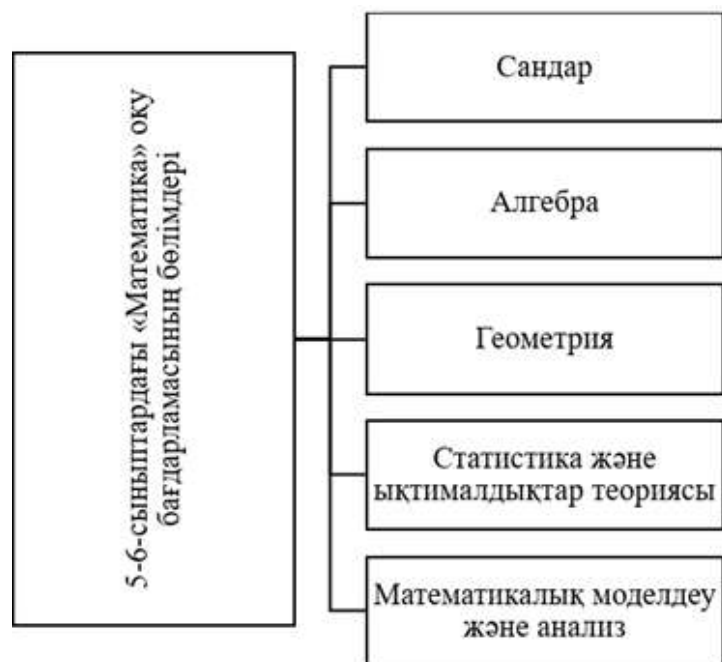 5-6-сыныптардағы «Математика» оқу
бағдарламасының бөлімдері
Сандар
Алгебра
Геометрия
Статистика және
ықтималдықтар теориясы
Математикалық моделдеу
және анализ